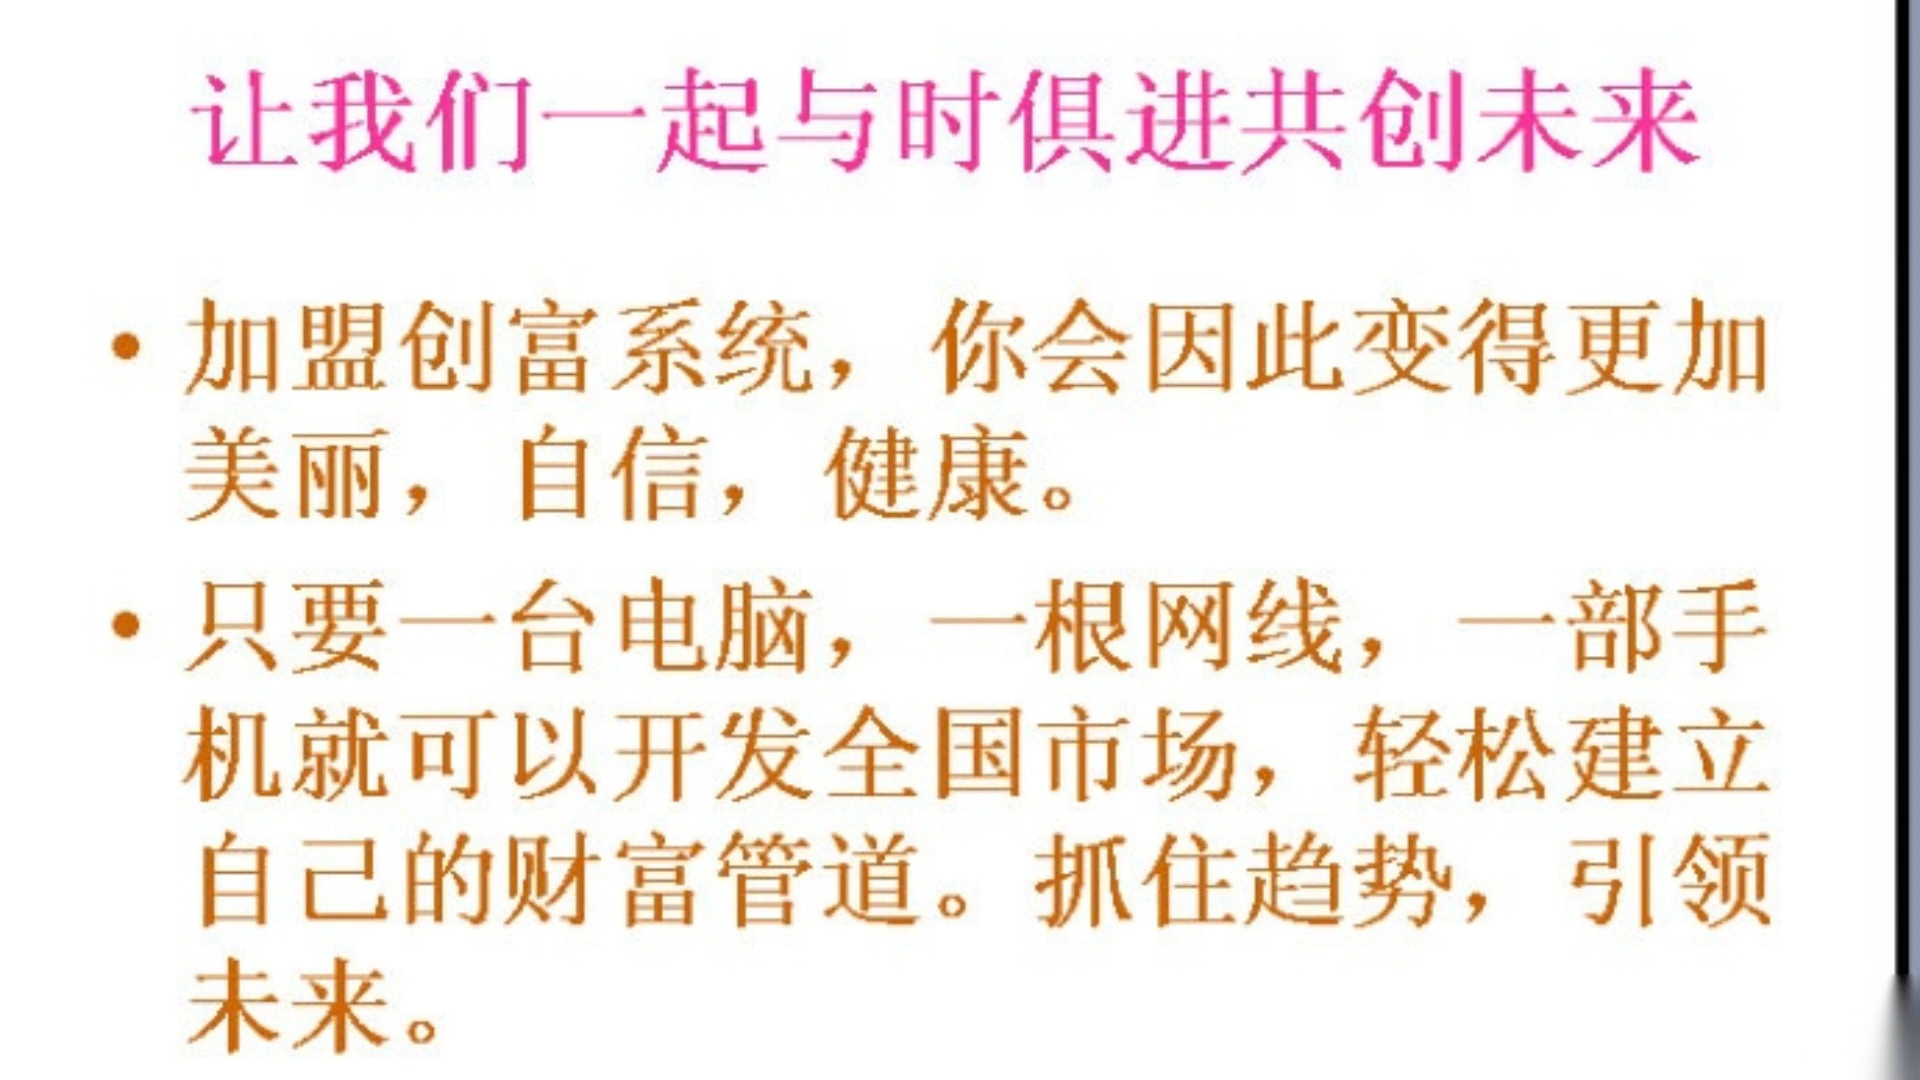 让我们一起与时俱进共创未来
• 加盟创富系统，你会因此变得更加
美丽，自信，健康。
• 只要一台电脑，一根网线，一部手
机就可以开发全国市场，轻松建立
自己的财富管道。抓住趋势，引领
未来。